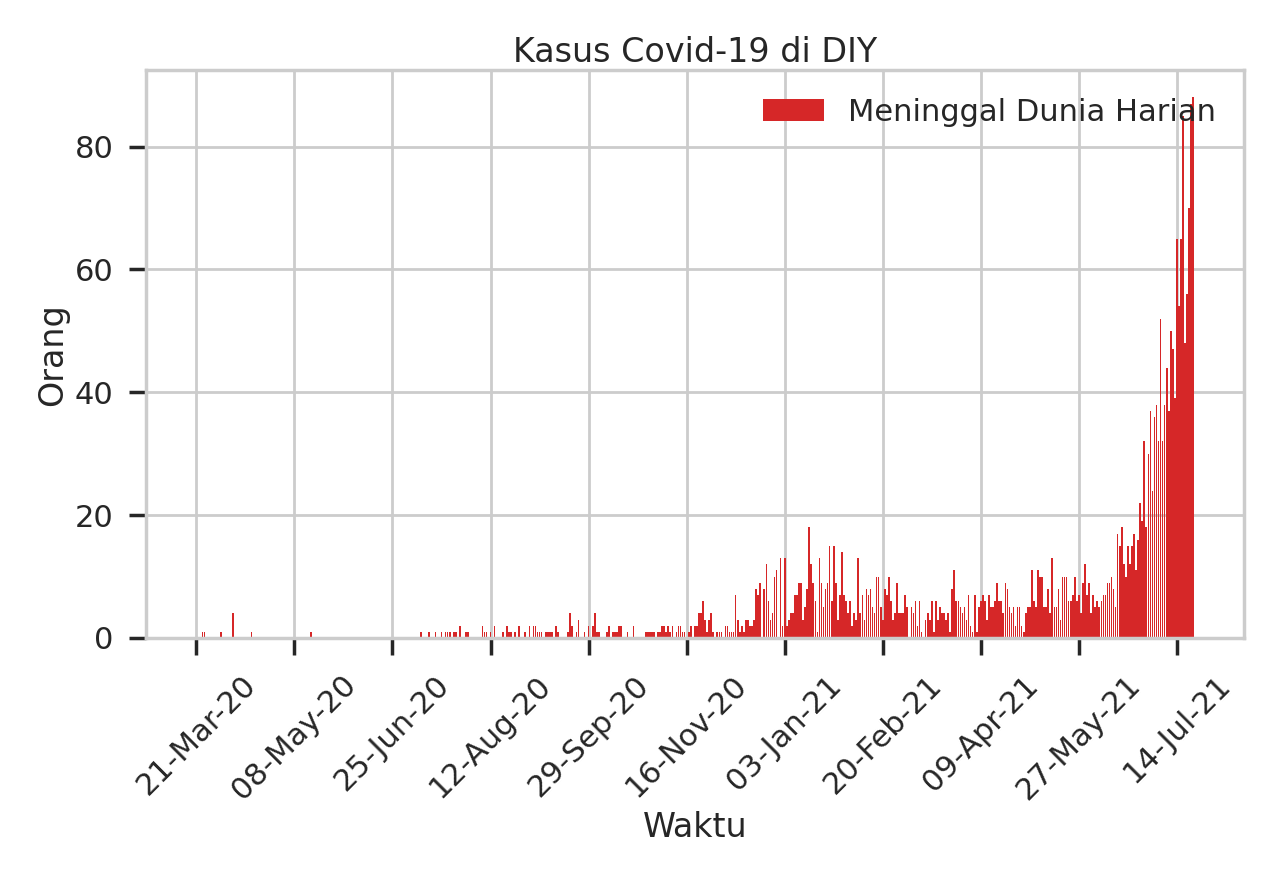 Kasus Covid-19 di DIY
Meninggal Dunia Harian
80
60
40
20
0
Orang
21-Mar-20
08-May-20
25-Jun-20
12-Aug-20
29-Sep-20
16-Nov-20
03-Jan-21
20-Feb-21
09-Apr-21
27-May-21
14-Jul-21
Waktu